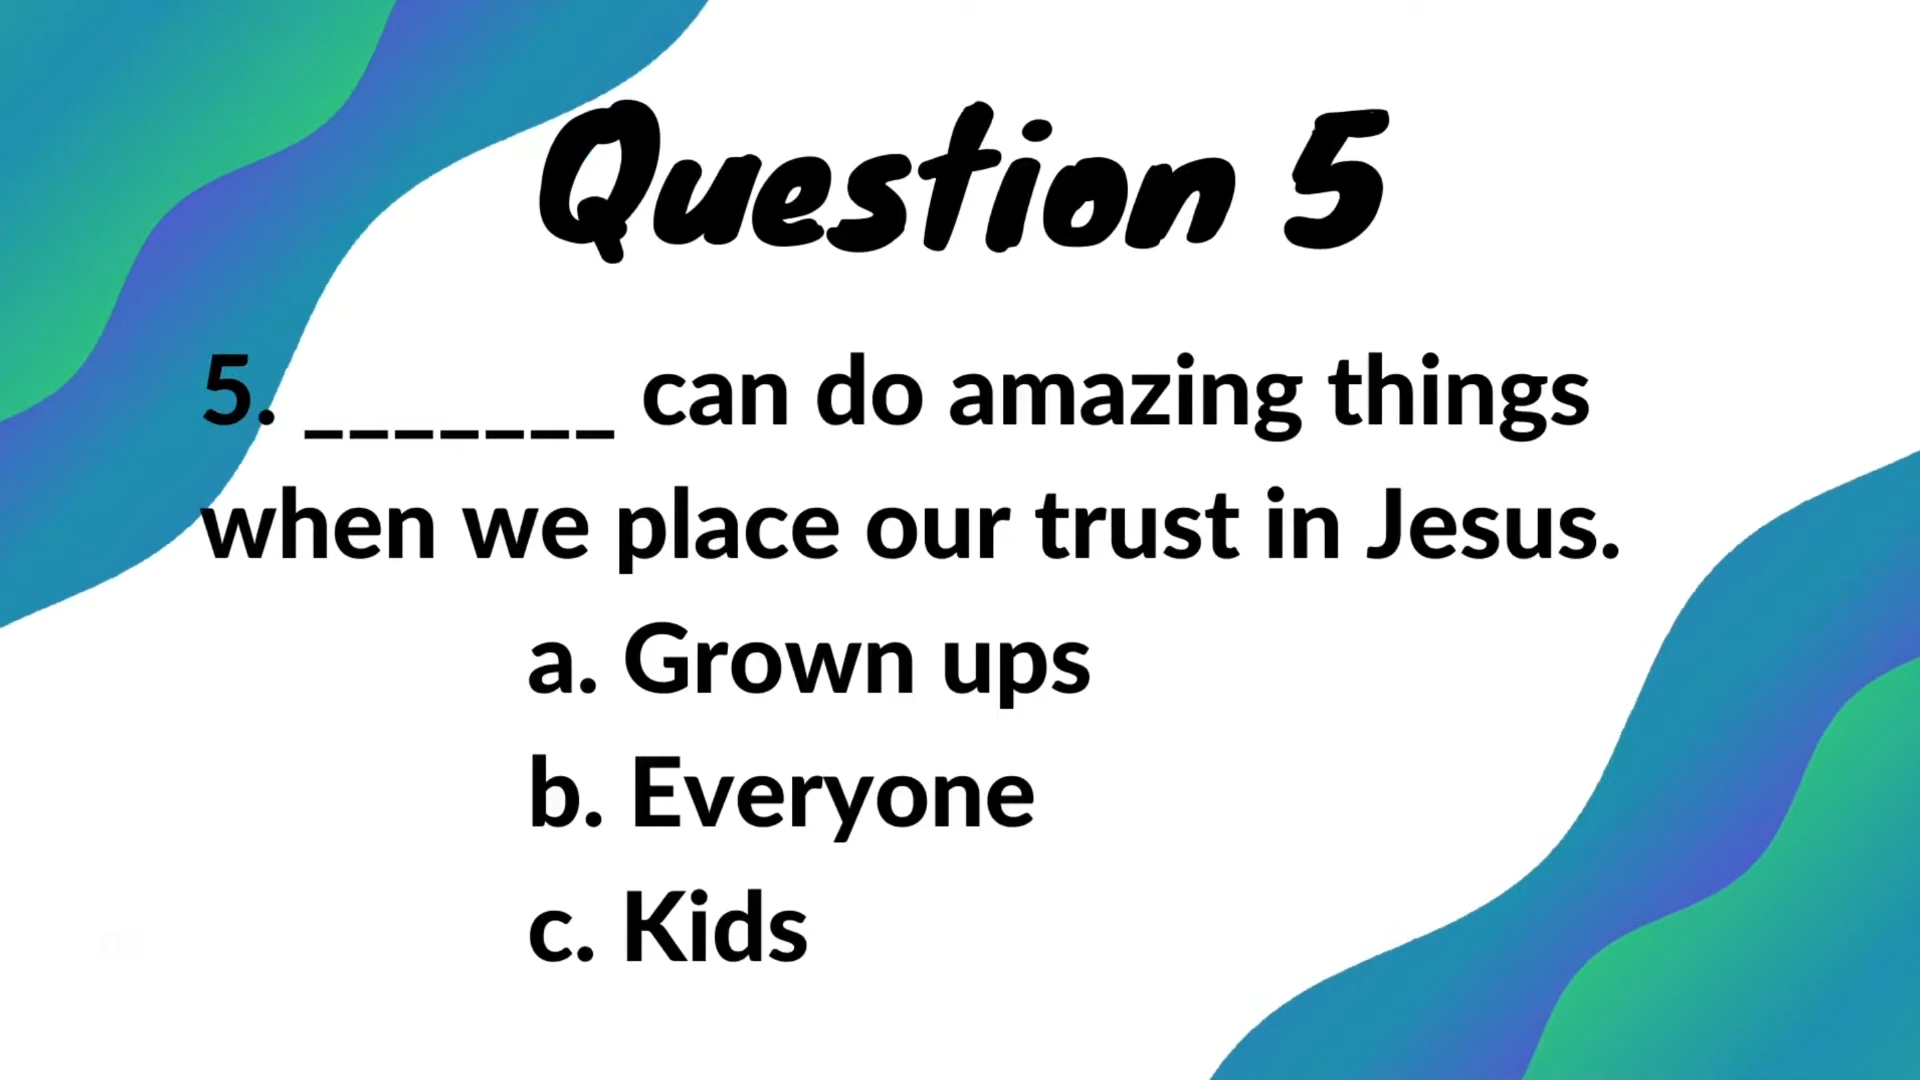 Question 5
5. _______ can do amazing things
when we place our trust in Jesus.
a. Grown ups
b. Everyone
c. Kids